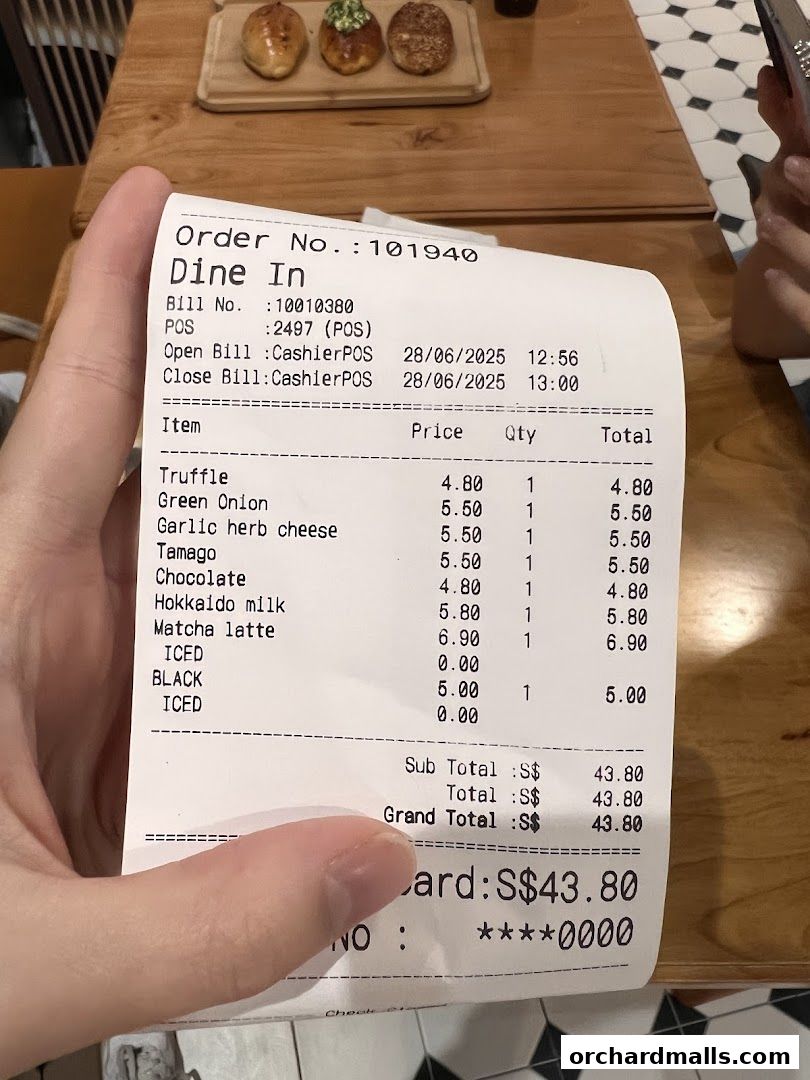 Order No.:101940
Dine In
Bill No. :10010380
POS :2497 (POS)
Open Bill :CashierPOS 28/06/2025 12:56
Close Bill:CashierPOS 28/06/2025 13:00
Item Price Qty Total
Truffle 4.80 1 4.80
Green Onion 5.50 1 5.50
Garlic herb cheese 5.50 1 5.50
Tamago 5.50 1 5.50
Chocolate 4.80 1 4.80
Hokkaido milk 5.80 1 5.80
Matcha latte 6.90 1 6.90
ICED 0.00
BLACK 5.00 1 5.00
ICED 0.00
Sub Total :S$ 43.80
Total :S$ 43.80
Grand Total :S$ 43.80
ard:S$43.80
NO : ****0000
orchardmalls.com